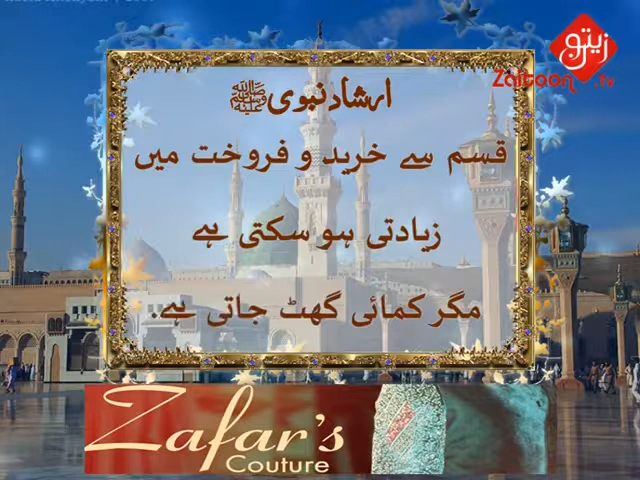 زیتون
Zaitoon.tv
ارشاد نبوی ﷺ
قسم سے خرید و فروخت میں
زیادتی ہو سکتی ہے
مگر کمائی گھٹ جاتی ہے
Zafar's
Couture